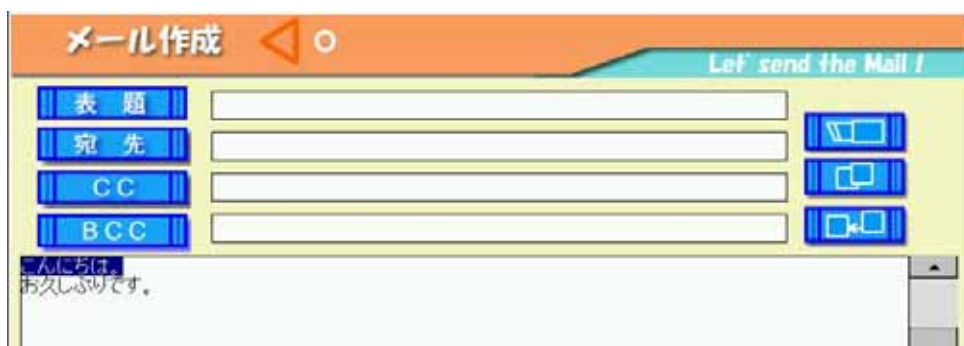 メール作成
Let' send the Mail !
表 題
宛 先
CC
BCC
こんにちは。
お久しぶりです。